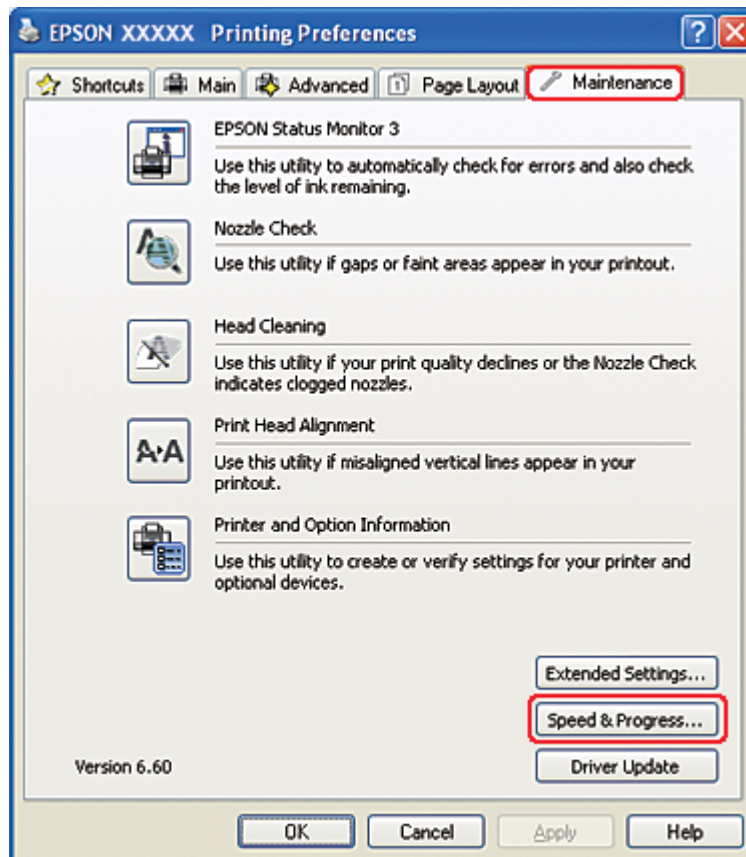 EPSON XXXXX Printing Preferences
Shortcuts Main Advanced Page Layout Maintenance
EPSON Status Monitor 3
Use this utility to automatically check for errors and also check
the level of ink remaining.
Nozzle Check
Use this utility if gaps or faint areas appear in your printout.
Head Cleaning
Use this utility if your print quality declines or the Nozzle Check
indicates clogged nozzles.
Print Head Alignment
A·A
Use this utility if misaligned vertical lines appear in your
printout.
Printer and Option Information
Use this utility to create or verify settings for your printer and
optional devices.
Extended Settings...
Speed & Progress...
Version 6.60 Driver Update
OK Cancel Apply Help